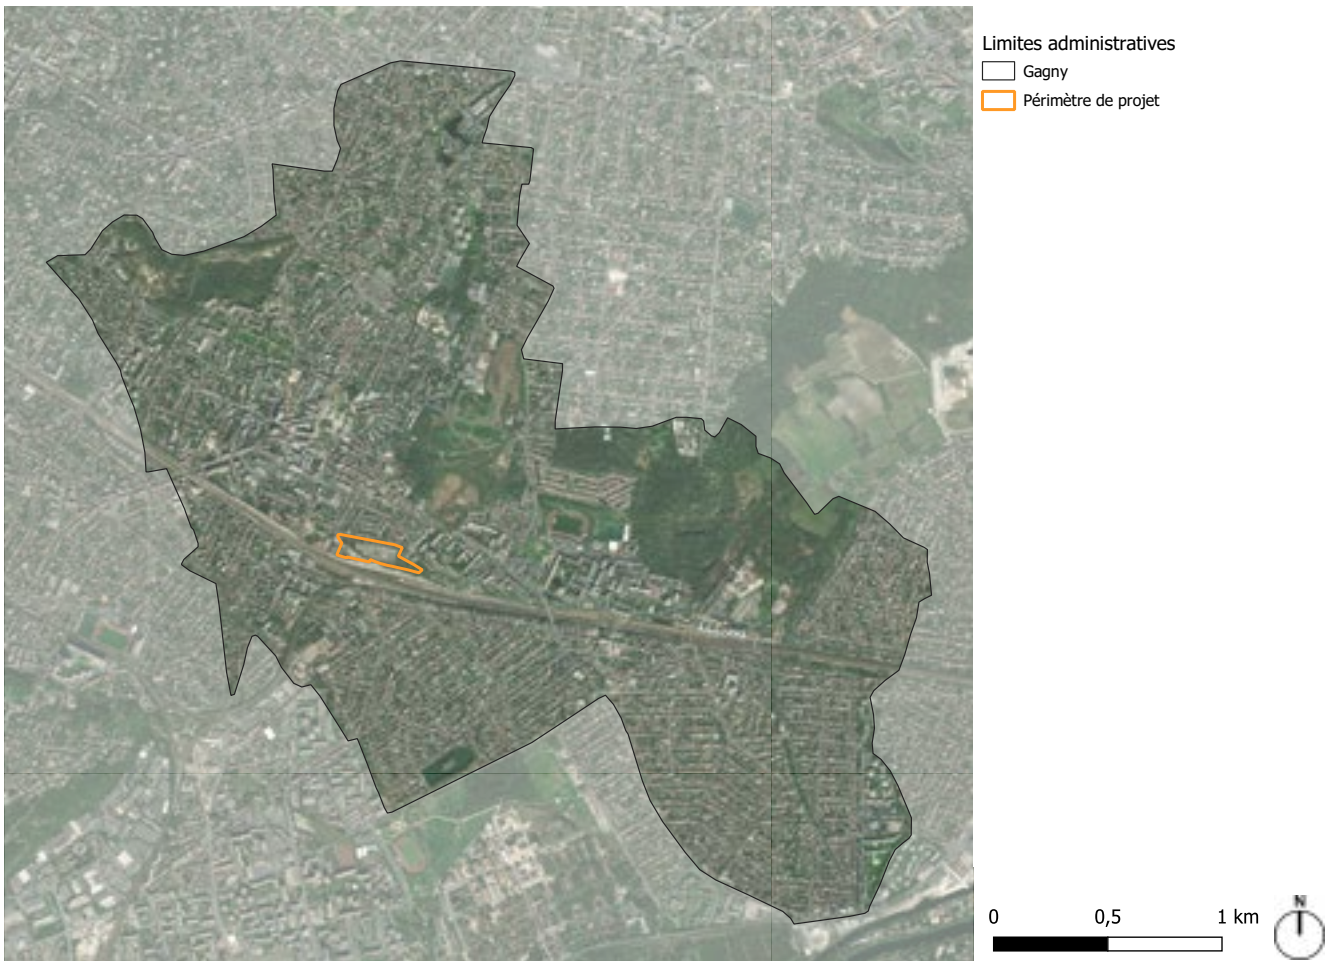 Limites administratives
Gagny
Périmètre de projet
0 0,5 1 km
N